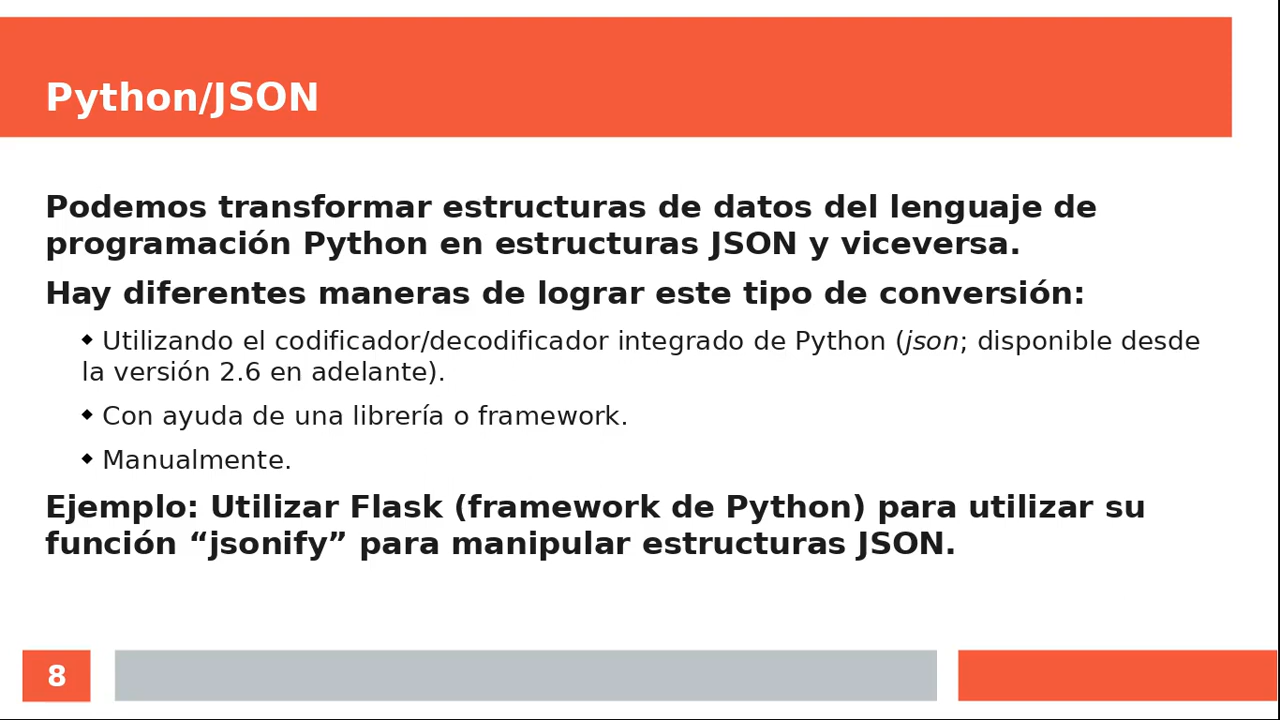 Python/JSON
Podemos transformar estructuras de datos del lenguaje de
programación Python en estructuras JSON y viceversa.
Hay diferentes maneras de lograr este tipo de conversión:
◆ Utilizando el codificador/decodificador integrado de Python (json; disponible desde
la versión 2.6 en adelante).
◆ Con ayuda de una librería o framework.
◆ Manualmente.
Ejemplo: Utilizar Flask (framework de Python) para utilizar su
función “jsonify” para manipular estructuras JSON.
8